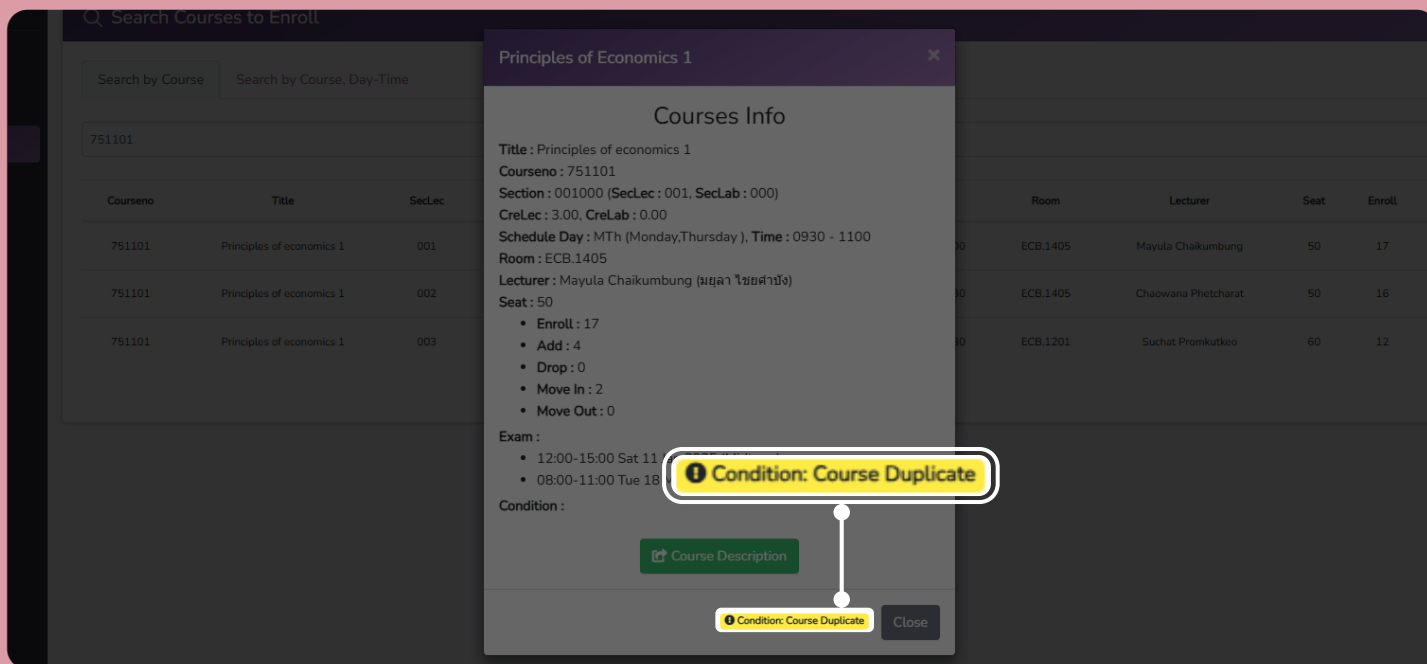 Search Courses to Enroll
Search by Course Search by Course, Day-Time
751101
Courseno Title SecLec Room Lecturer Seat Enroll
751101 Principles of economics 1 001 00 ECB.1405 Mayula Chaikumbung 50 17
751101 Principles of economics 1 002 ECB.1405 Chaowana Phetcharat 50 16
751101 Principles of economics 1 003 ECB.1201 Suchat Promkutkeo 60 12
Principles of Economics 1 ×
Courses Info
Title : Principles of economics 1
Courseno : 751101
Section : 001000 (SecLec : 001, SecLab : 000)
CreLec : 3.00, CreLab : 0.00
Schedule Day : MTh (Monday,Thursday ), Time : 0930 - 1100
Room : ECB.1405
Lecturer : Mayula Chaikumbung (มยุลา ไชยคำบัง)
Seat : 50
• Enroll : 17
• Add : 4
• Drop : 0
• Move In : 2
• Move Out : 0
Exam :
• 12:00-15:00 Sat 11
• 08:00-11:00 Tue 18
Condition: Course Duplicate
Condition :
Course Description
Condition: Course Duplicate
Close